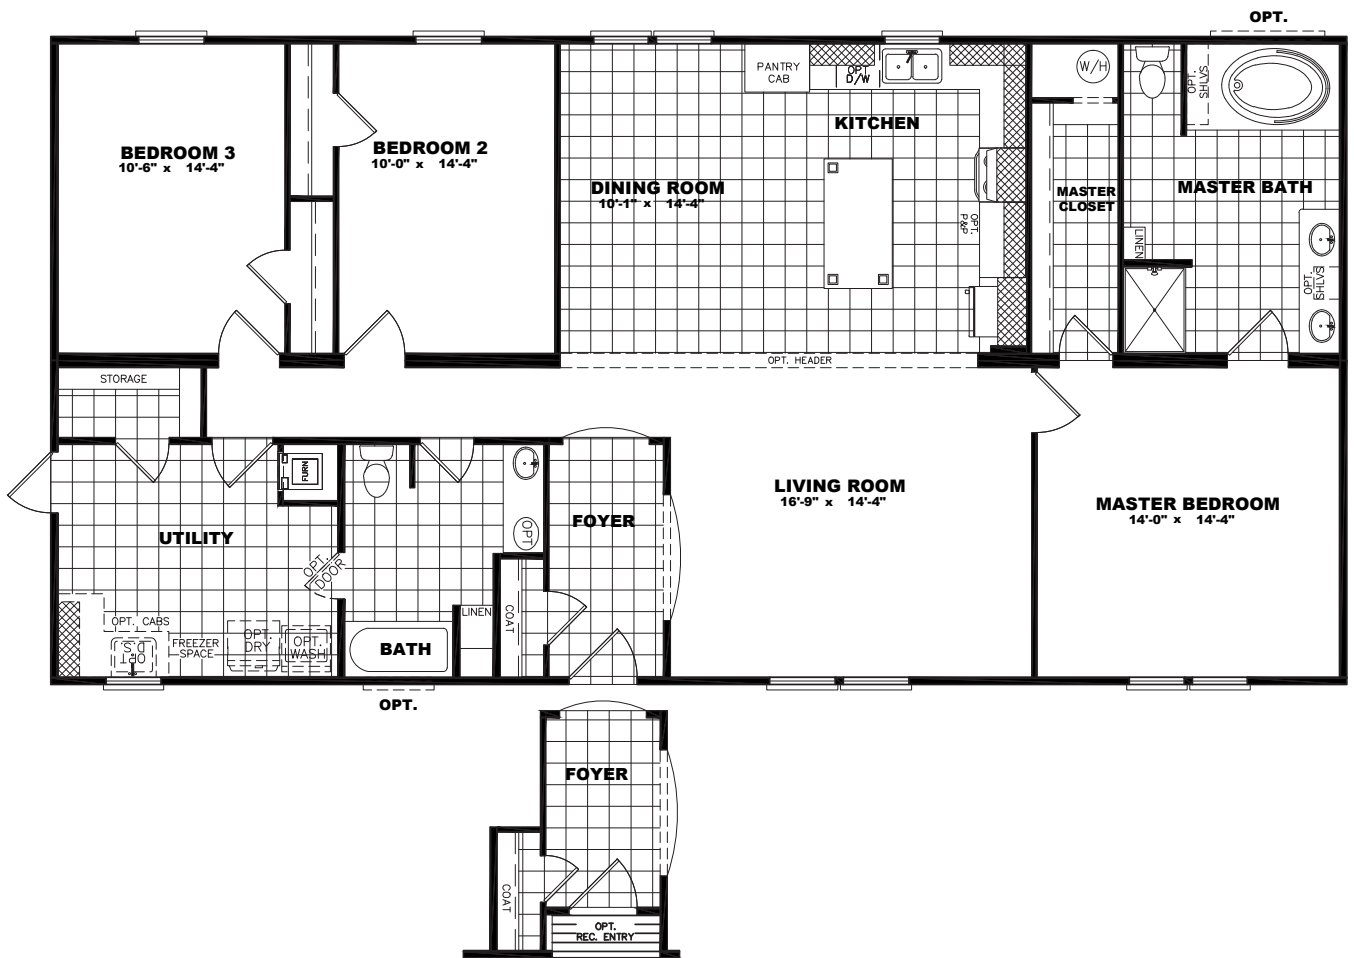 OPT.
PANTRY
CAB
OPT
D/W
W/H
OPT.
SHLVS
KITCHEN
BEDROOM 3
10'-6" x 14'-4"
BEDROOM 2
10'-0" x 14'-4"
DINING ROOM
10'-1" x 14'-4"
MASTER
CLOSET
MASTER BATH
OPT.
P&P
LINEN
OPT.
SHLVS
OPT. HEADER
STORAGE
FURN
LIVING ROOM
16'-9" x 14'-4"
MASTER BEDROOM
14'-0" x 14'-4"
FOYER
OPT
UTILITY
OPT.
DOOR
LINEN
COAT
OPT. CABS
FREEZER
SPACE
OPT.
DRY
OPT.
WASH
OPT
D.S.
BATH
OPT.
FOYER
COAT
OPT.
REC. ENTRY